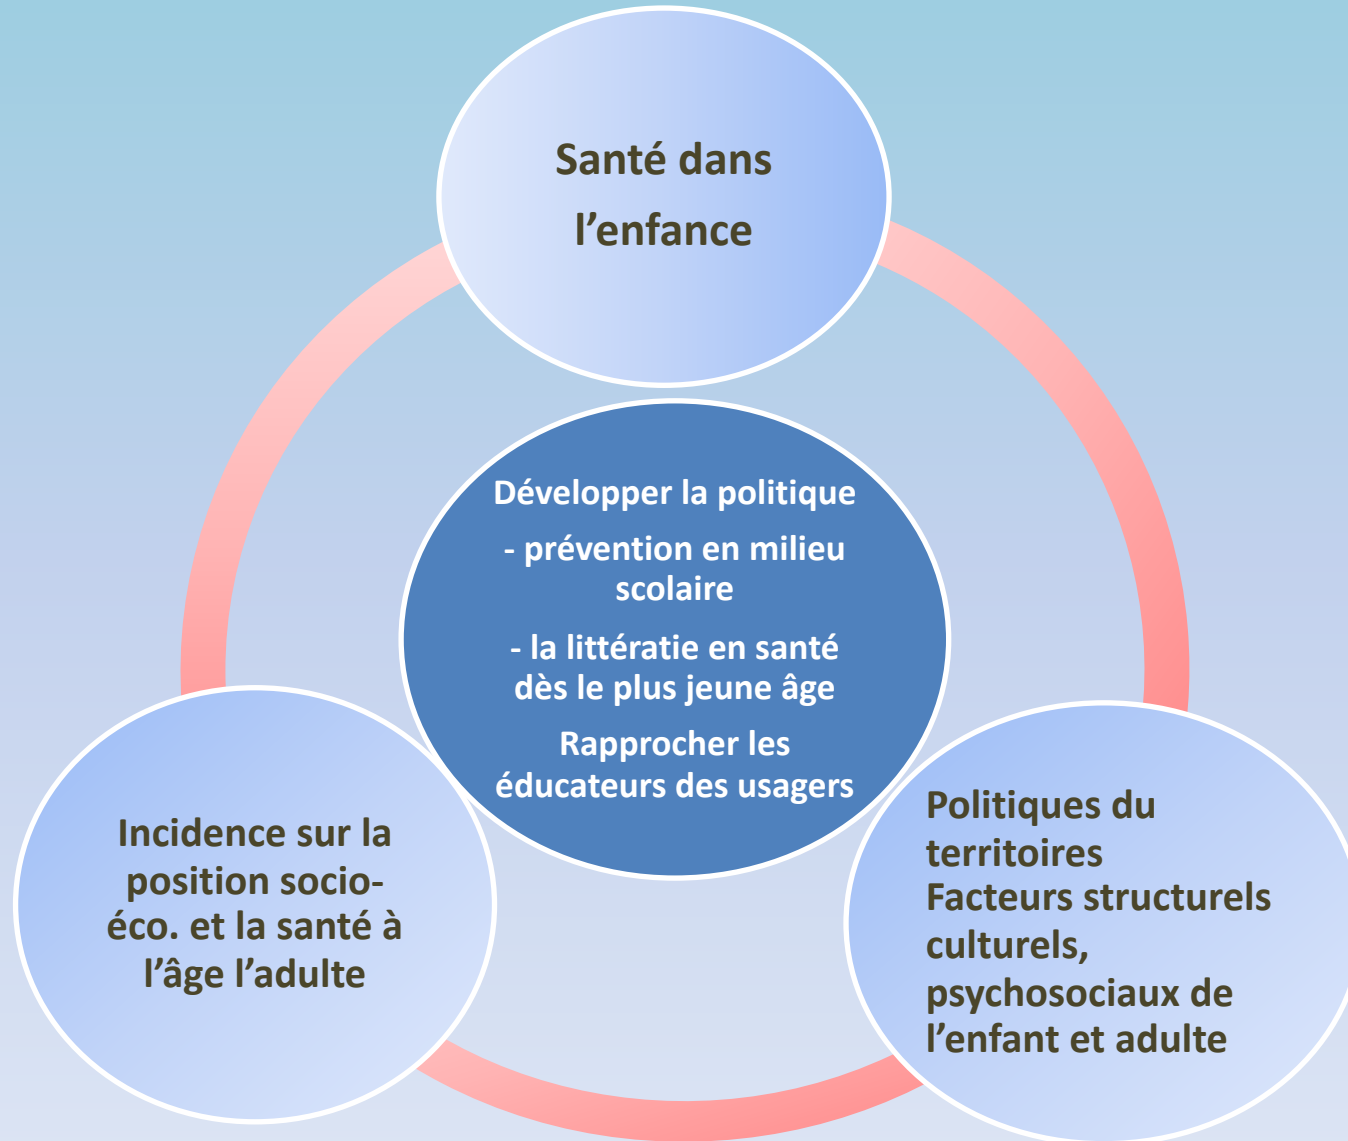 Santé dans
l’enfance
Développer la politique
- prévention en milieu
scolaire
- la littératie en santé
dès le plus jeune âge
Rapprocher les
éducateurs des usagers
Incidence sur la
position socio-
éco. et la santé à
l’âge l’adulte
Politiques du
territoires
Facteurs structurels
culturels,
psychosociaux de
l’enfant et adulte